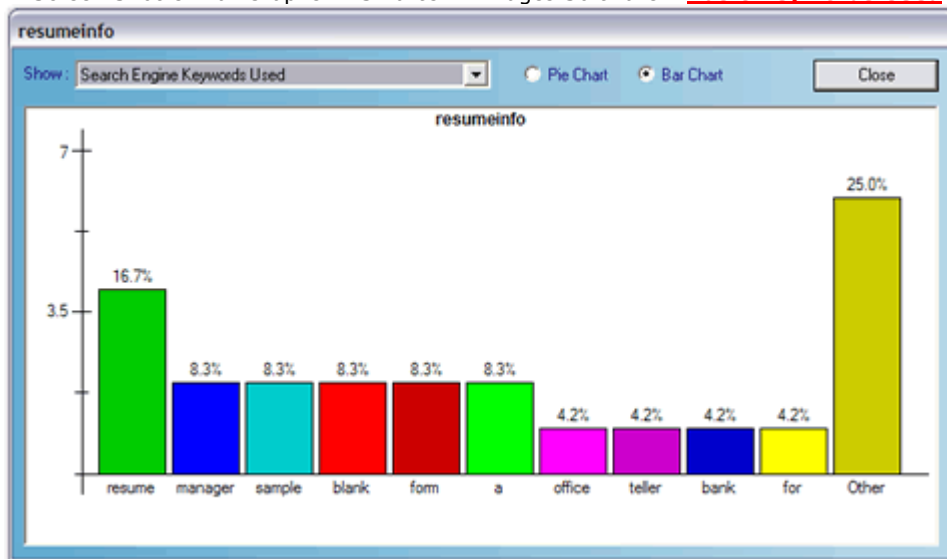 resumeinfo
Show: Search Engine Keywords Used Pie Chart Bar Chart Close
resumeinfo
7
25.0%
16.7%
3.5
8.3% 8.3% 8.3% 8.3% 8.3%
4.2% 4.2% 4.2% 4.2%
resume manager sample blank form a office teller bank for Other